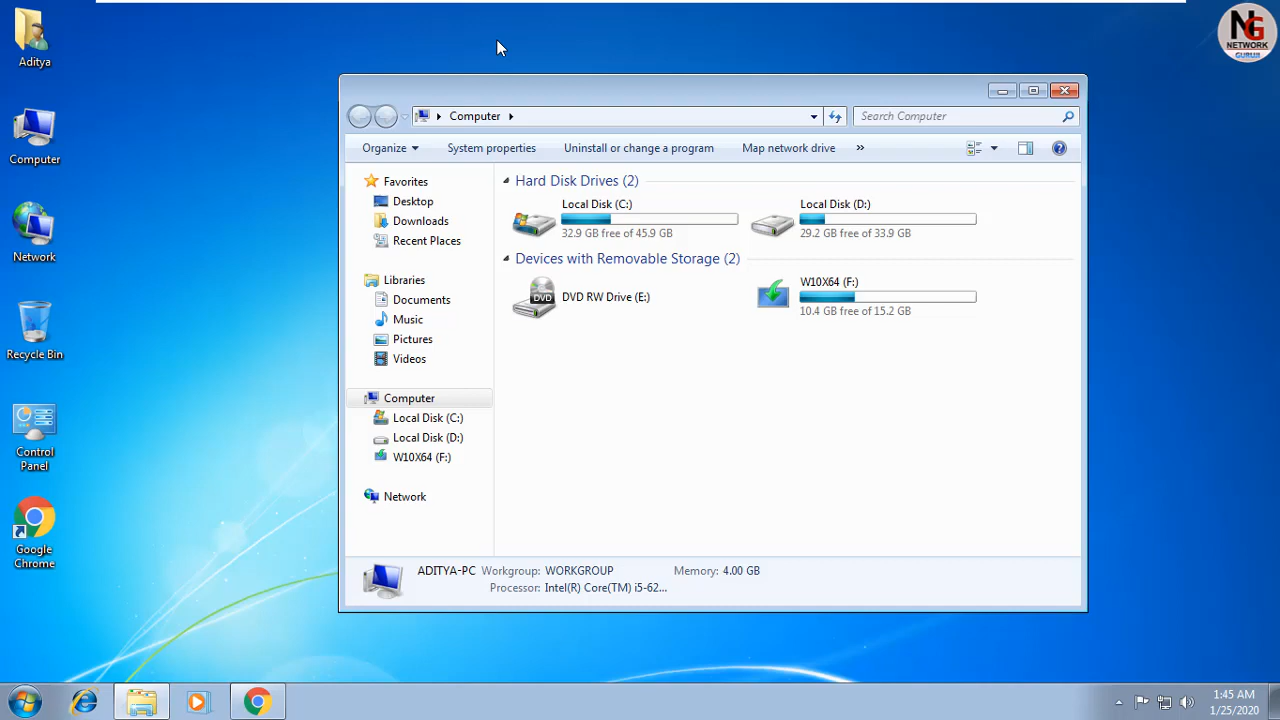 Aditya
Computer
Network
Recycle Bin
Control
Panel
Google
Chrome
NG
NETWORK
GURUJI
Computer
Search Computer
Organize
System properties
Uninstall or change a program
Map network drive
»
Favorites
Desktop
Downloads
Recent Places
Libraries
Documents
Music
Pictures
Videos
Computer
Local Disk (C:)
Local Disk (D:)
W10X64 (F:)
Network
Hard Disk Drives (2)
Local Disk (C:)
32.9 GB free of 45.9 GB
Local Disk (D:)
29.2 GB free of 33.9 GB
Devices with Removable Storage (2)
DVD
DVD RW Drive (E:)
W10X64 (F:)
10.4 GB free of 15.2 GB
ADITYA-PC Workgroup: WORKGROUP Memory: 4.00 GB
Processor: Intel(R) Core(TM) i5-62...
1:45 AM
1/25/2020